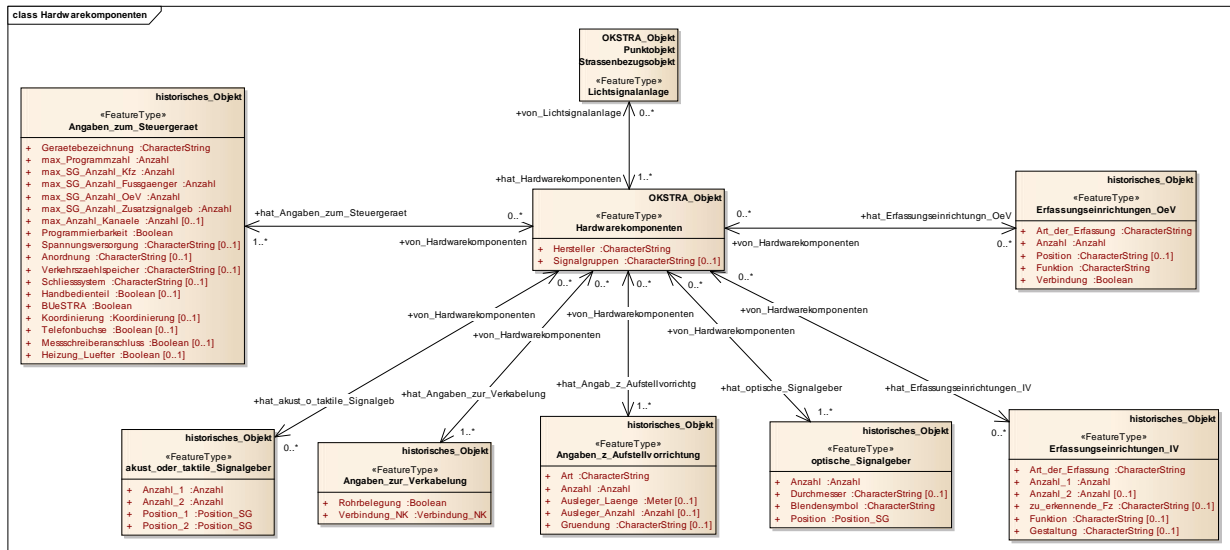 class Hardwarekomponenten
OKSTRA_Objekt
Punktobjekt
Strassenbezugsobjekt
«FeatureType»
Lichtsignalanlage
+von_Lichtsignalanlage
0..*
+hat_Hardwarekomponenten
1..*
historisches_Objekt
«FeatureType»
Angaben_zum_Steuergeraet
+ Geraetebezeichnung :CharacterString
+ max_Programmzahl :Anzahl
+ max_SG_Anzahl_Kfz :Anzahl
+ max_SG_Anzahl_Fussgaenger :Anzahl
+ max_SG_Anzahl_OeV :Anzahl
+ max_SG_Anzahl_Zusatzsignalgeb :Anzahl
+ max_Anzahl_Kanaele :Anzahl [0..1]
+ Programmierbarkeit :Boolean
+ Spannungsversorgung :CharacterString [0..1]
+ Anordnung :CharacterString [0..1]
+ Verkehrszaehlspeicher :CharacterString [0..1]
+ Schliesssystem :CharacterString [0..1]
+ Handbedienteil :Boolean [0..1]
+ BUeSTRA :Boolean
+ Koordinierung :Koordinierung [0..1]
+ Telefonbuchse :Boolean [0..1]
+ Messschreiberanschluss :Boolean [0..1]
+ Heizung_Luefter :Boolean [0..1]
+hat_Angaben_zum_Steuergeraet
0..*
1..*
+von_Hardwarekomponenten
OKSTRA_Objekt
«FeatureType»
Hardwarekomponenten
+ Hersteller :CharacterString
+ Signalgruppen :CharacterString [0..1]
0..*
+hat_Erfassungseinrichtungen_OeV
+von_Hardwarekomponenten
0..*
historisches_Objekt
«FeatureType»
Erfassungseinrichtungen_OeV
+ Art_der_Erfassung :CharacterString
+ Anzahl :Anzahl
+ Position :CharacterString [0..1]
+ Funktion :CharacterString
+ Verbindung :Boolean
0..*
0..*
0..*
0..*
0..*
+von_Hardwarekomponenten
+von_Hardwarekomponenten
+von_Hardwarekomponenten
+von_Hardwarekomponenten
+von_Hardwarekomponenten
+hat_akust_o_taktile_Signalgeb
+hat_Angaben_zur_Verkabelung
+hat_Angab_z_Aufstellvorrichtg
+hat_optische_Signalgeber
+hat_Erfassungseinrichtungen_IV
0..*
1..*
1..*
1..*
0..*
historisches_Objekt
«FeatureType»
akust_oder_taktile_Signalgeber
+ Anzahl_1 :Anzahl
+ Anzahl_2 :Anzahl
+ Position_1 :Position_SG
+ Position_2 :Position_SG
historisches_Objekt
«FeatureType»
Angaben_zur_Verkabelung
+ Rohrbelegung :Boolean
+ Verbindung_NK :Verbindung_NK
historisches_Objekt
«FeatureType»
Angaben_z_Aufstellvorrichtung
+ Art :CharacterString
+ Anzahl :Anzahl
+ Ausleger_Laenge :Meter [0..1]
+ Ausleger_Anzahl :Anzahl [0..1]
+ Gruendung :CharacterString [0..1]
historisches_Objekt
«FeatureType»
optische_Signalgeber
+ Anzahl :Anzahl
+ Durchmesser :CharacterString [0..1]
+ Blendensymbol :CharacterString
+ Position :Position_SG
historisches_Objekt
«FeatureType»
Erfassungseinrichtungen_IV
+ Art_der_Erfassung :CharacterString
+ Anzahl_1 :Anzahl
+ Anzahl_2 :Anzahl [0..1]
+ zu_erkennende_Fz :CharacterString [0..1]
+ Funktion :CharacterString [0..1]
+ Gestaltung :CharacterString [0..1]